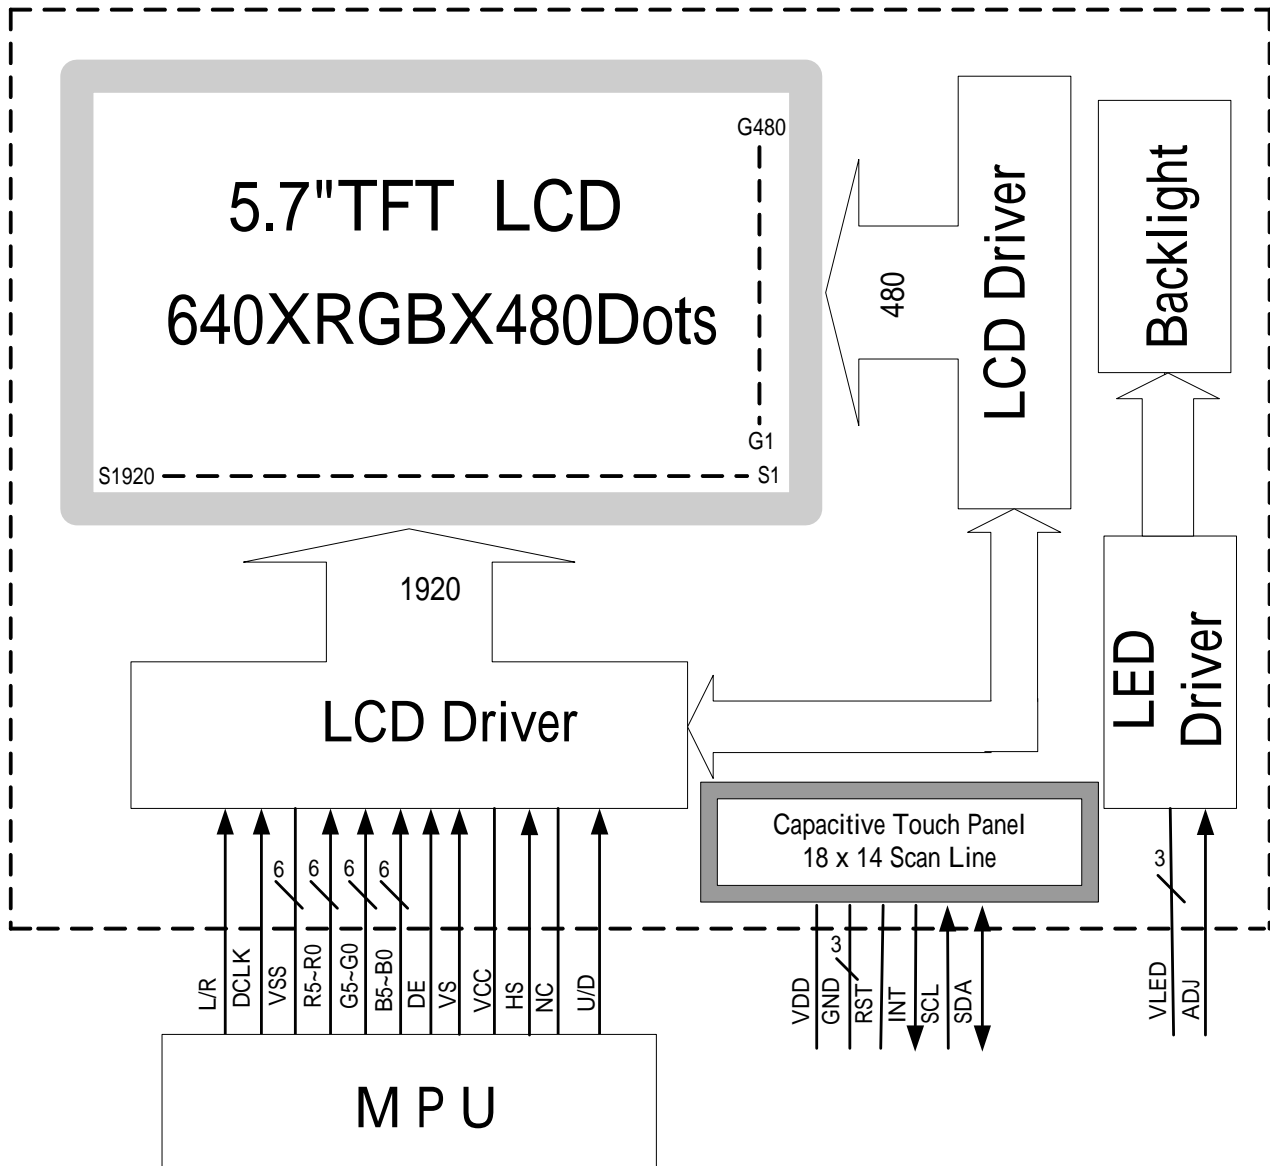 G480
5.7"TFT LCD
640XRGBX480Dots
G1
S1920
S1
480
LCD Driver
Backlight
1920
LCD Driver
LED
Driver
Capacitive Touch Panel
18 x 14 Scan Line
6
6
6
6
3
3
L/R
DCLK
VSS
R5~R0
G5~G0
B5~B0
DE
VS
VCC
HS
NC
U/D
VDD
GND
RST
INT
SCL
SDA
VLED
ADJ
M P U